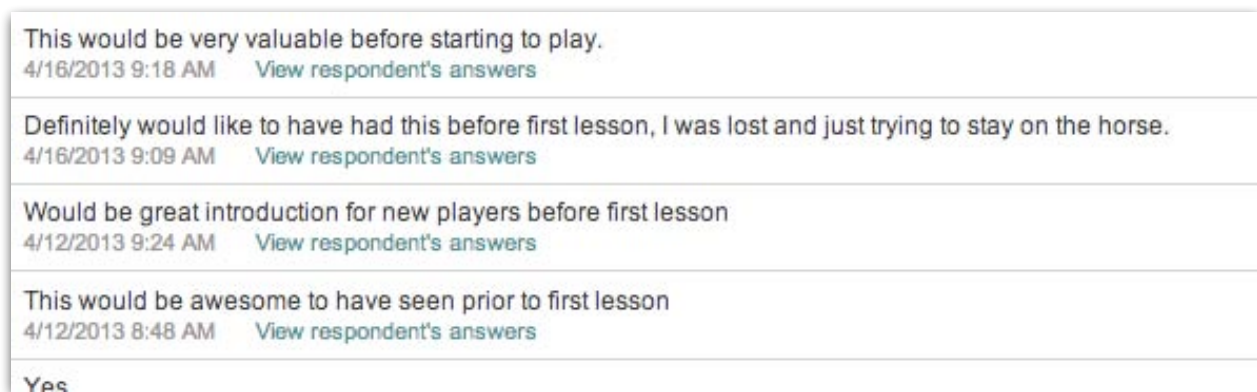 This would be very valuable before starting to play.
4/16/2013 9:18 AM View respondent's answers
Definitely would like to have had this before first lesson, I was lost and just trying to stay on the horse.
4/16/2013 9:09 AM View respondent's answers
Would be great introduction for new players before first lesson
4/12/2013 9:24 AM View respondent's answers
This would be awesome to have seen prior to first lesson
4/12/2013 8:48 AM View respondent's answers
Yes